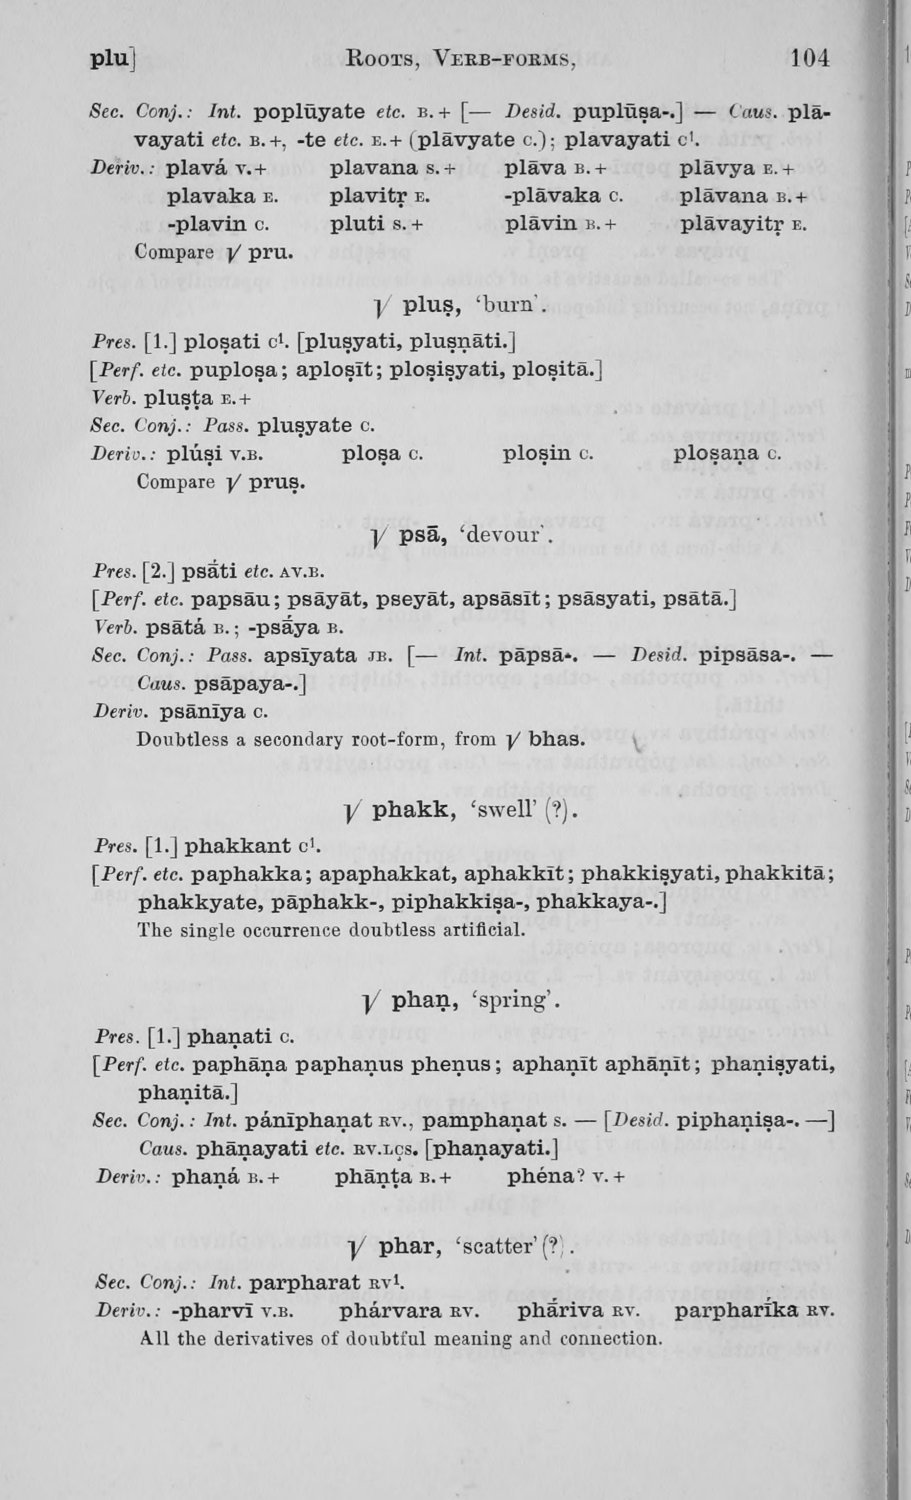 plu] Roots, Verb-forms, 104
Sec. Conj.: Int. poplūyate etc. B.+ [— Desid. puplūṣa-.] — Caus. plā-
vayati etc. B.+, -te etc. E.+ (plāvyate C.); plavayati C¹.
Deriv.: plavá V.+ plavana S.+ plāva B.+ plāvya E.+
plavaka E. plavitṛ E. -plāvaka C. plāvana B.+
-plavin C. pluti S.+ plāvin B.+ plāvayitṛ E.
Compare √ pru.
√ pluṣ, ‘burn’.
Pres. [1.] ploṣati C¹. [pluṣyati, pluṣṇāti.]
[Perf. etc. puploṣa; aploṣīt; ploṣiṣyati, ploṣitā.]
Verb. pluṣṭa E.+
Sec. Conj.: Pass. pluṣyate C.
Deriv.: plúṣi V.B. ploṣa C. ploṣin C. ploṣaṇa C.
Compare √ pruṣ.
√ psā, ‘devour’.
Pres. [2.] psā́ti etc. AV.B.
[Perf. etc. papsāu; psāyāt, pseyāt, apsāsīt; psāsyati, psātā.]
Verb. psātá B.; -psā́ya B.
Sec. Conj.: Pass. apsīyata JB. [— Int. pāpsā-. — Desid. pipsāsa-. —
Caus. psāpaya-.]
Deriv. psānīya C.
Doubtless a secondary root-form, from √ bhas.
√ phakk, ‘swell’ (?).
Pres. [1.] phakkant C¹.
[Perf. etc. paphakka; apaphakkat, aphakkīt; phakkiṣyati, phakkitā;
phakkyate, pāphakk-, piphakkiṣa-, phakkaya-.]
The single occurrence doubtless artificial.
√ phaṇ, ‘spring’.
Pres. [1.] phaṇati C.
[Perf. etc. paphāṇa paphaṇus pheṇus; aphaṇīt aphāṇīt; phaṇiṣyati,
phaṇitā.]
Sec. Conj.: Int. pánīphaṇat RV., pamphaṇat S. — [Desid. piphaṇiṣa-. —]
Caus. phāṇayati etc. RV.LÇS. [phaṇayati.]
Deriv.: phaṇá B.+ phāṇṭa B.+ phéna? V.+
√ phar, ‘scatter’ (?).
Sec. Conj.: Int. parpharat RV¹.
Deriv.: -pharvī V.B. phárvara RV. phā́riva RV. parpharī́ka RV.
All the derivatives of doubtful meaning and connection.